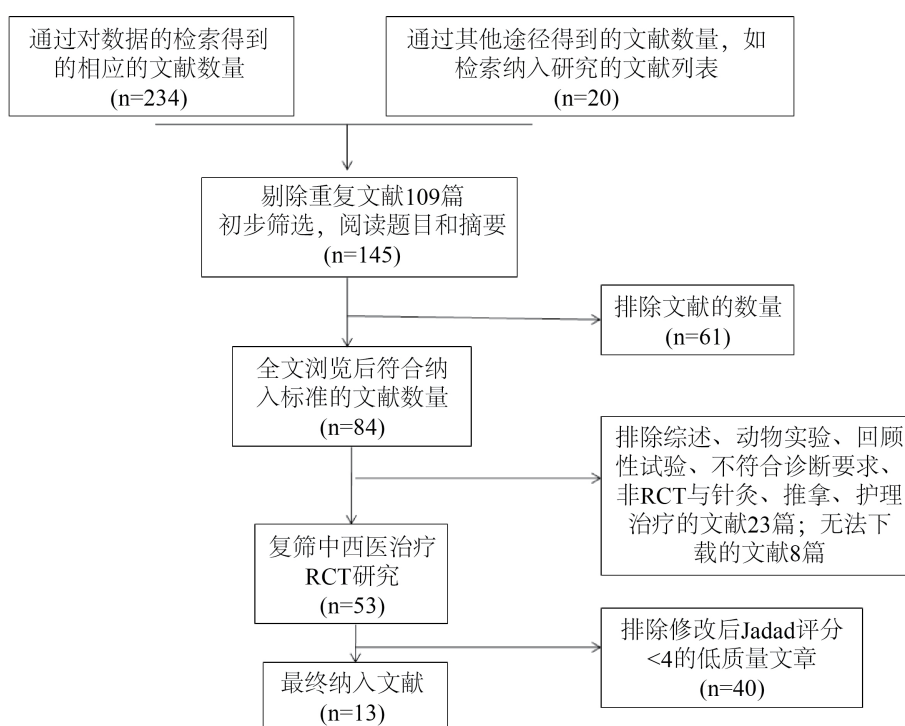 通过对数据的检索得到
的相应的文献数量
(n=234)
通过其他途径得到的文献数量，如
检索纳入研究的文献列表
(n=20)
剔除重复文献109篇
初步筛选，阅读题目和摘要
(n=145)
排除文献的数量
(n=61)
全文浏览后符合纳
入标准的文献数量
(n=84)
排除综述、动物实验、回顾
性试验、不符合诊断要求、
非RCT与针灸、推拿、护理
治疗的文献23篇；无法下
载的文献8篇
复筛中西医治疗
RCT研究
(n=53)
排除修改后Jadad评分
<4的低质量文章
(n=40)
最终纳入文献
(n=13)